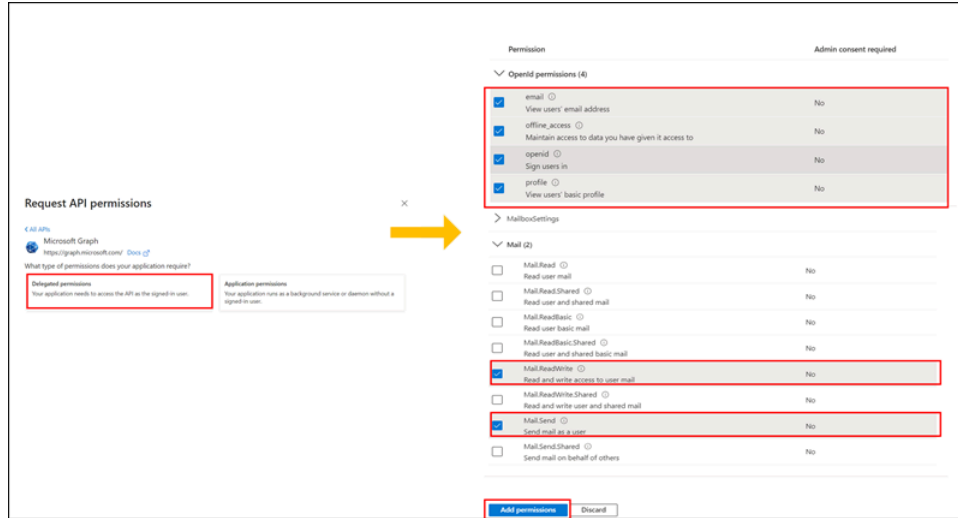 Request API permissions
All APIs
Microsoft Graph
https://graph.microsoft.com/ Docs
What type of permissions does your application require?
Delegated permissions
Your application needs to access the API as the signed-in user.
Application permissions
Your application runs as a background service or daemon without a
signed-in user.
Permission Admin consent required
OpenId permissions (4)
email
View users' email address
No
offline_access
Maintain access to data you have given it access to
No
openid
Sign users in
No
profile
View users' basic profile
No
MailboxSettings
Mail (2)
Mail.Read
Read user mail
No
Mail.Read.Shared
Read user and shared mail
No
Mail.ReadBasic
Read user basic mail
No
Mail.ReadBasic.Shared
Read user and shared basic mail
No
Mail.ReadWrite
Read and write access to user mail
No
Mail.ReadWrite.Shared
Read and write user and shared mail
No
Mail.Send
Send mail as a user
No
Mail.Send.Shared
Send mail on behalf of others
No
Add permissions Discard